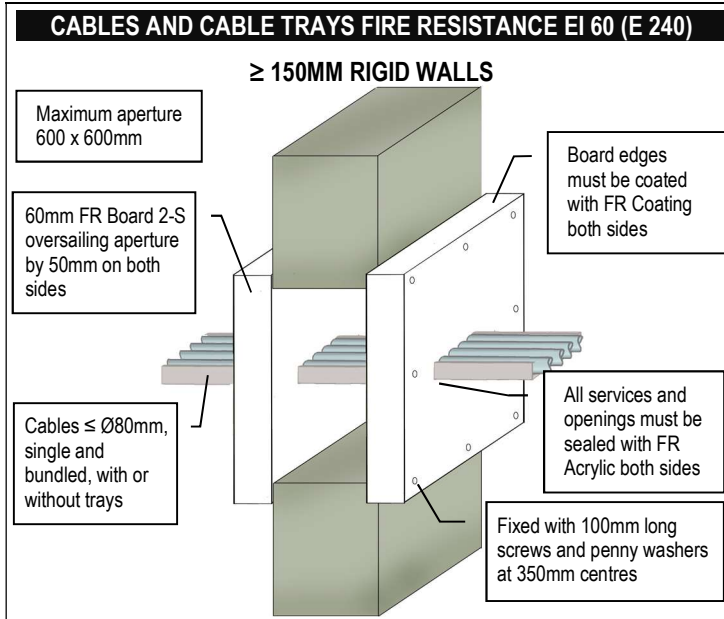 CABLES AND CABLE TRAYS FIRE RESISTANCE EI 60 (E 240)
≥ 150MM RIGID WALLS
Maximum aperture
600 x 600mm
60mm FR Board 2-S
oversailing aperture
by 50mm on both
sides
Cables ≤ Ø80mm,
single and
bundled, with or
without trays
Board edges
must be coated
with FR Coating
both sides
All services and
openings must be
sealed with FR
Acrylic both sides
Fixed with 100mm long
screws and penny washers
at 350mm centres